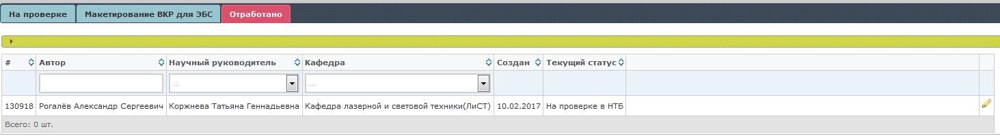 На проверке Макетирование ВКР для ЭБС Отработано
# Автор Научный руководитель Кафедра Создан Текущий статус
... ...
130918 Рогалёв Александр Сергеевич Коржнева Татьяна Геннадьевна Кафедра лазерной и световой техники(ЛиСТ) 10.02.2017 На проверке в НТБ
Всего: 0 шт.